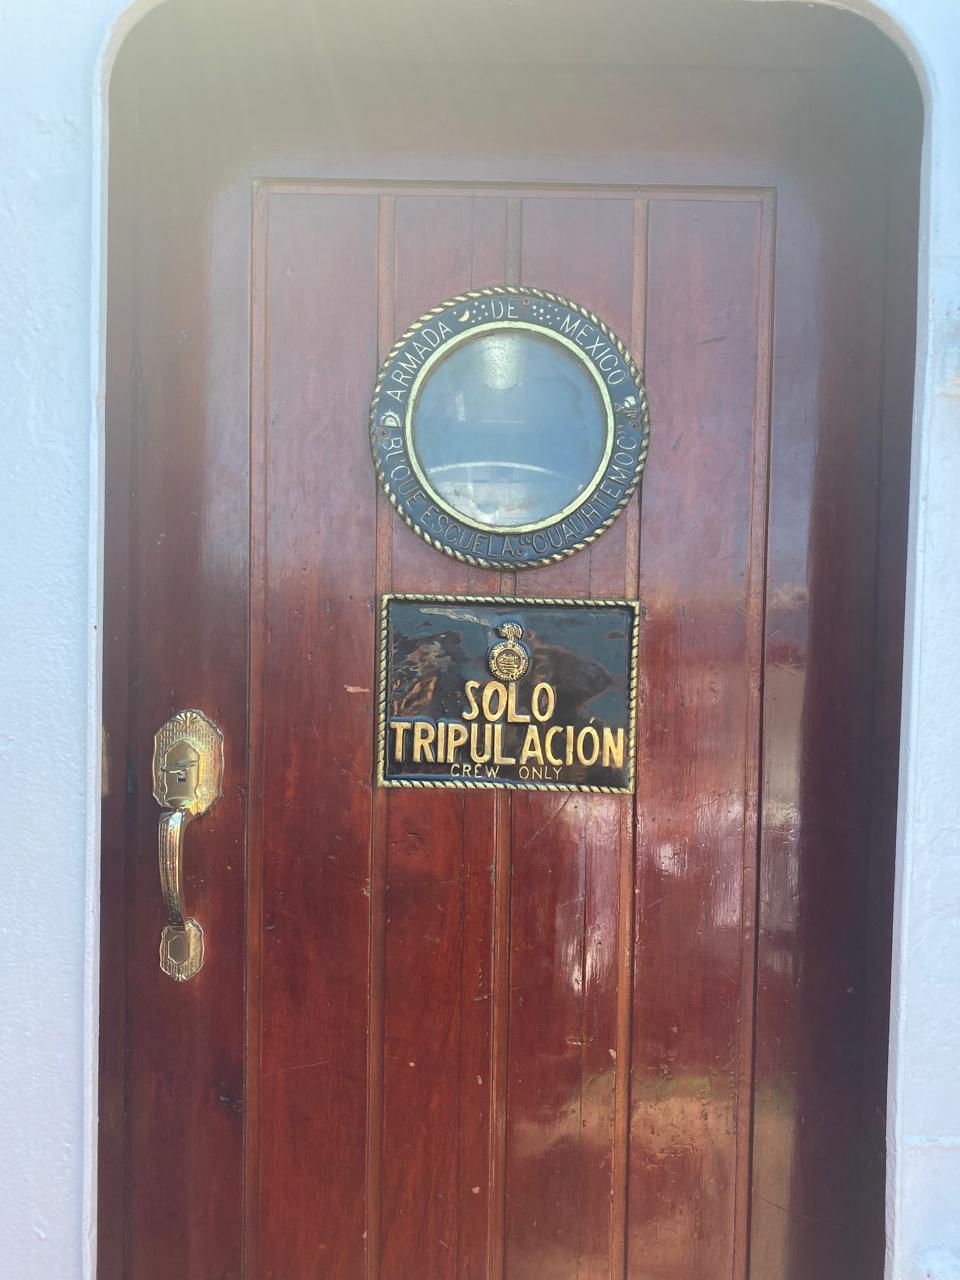 ARMADA DE MEXICO
BUQUE ESCUELA "CUAUHTEMOC"
SOLO
TRIPULACIÓN
CREW ONLY